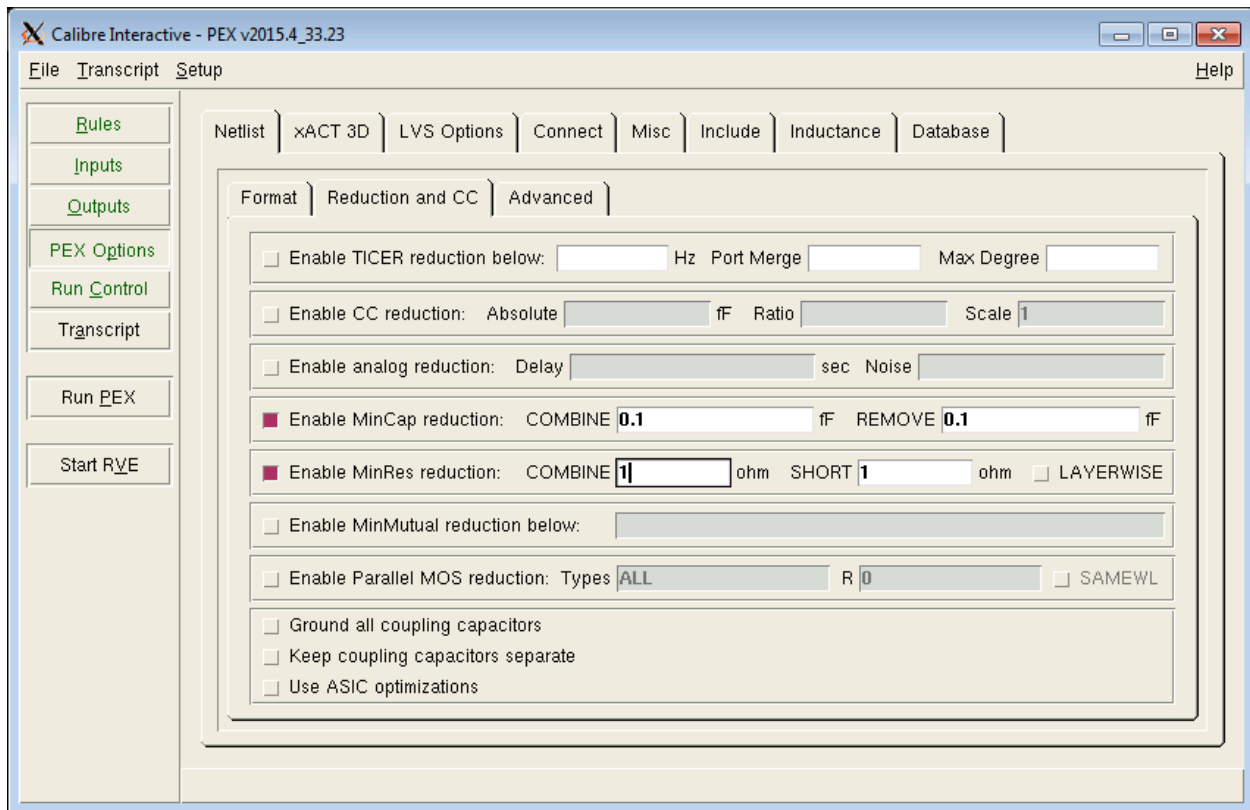 Calibre Interactive - PEX v2015.4_33.23
File Transcript Setup Help
Rules
Inputs
Outputs
PEX Options
Run Control
Transcript
Run PEX
Start RVE
Netlist xACT 3D LVS Options Connect Misc Include Inductance Database
Format Reduction and CC Advanced
Enable TICER reduction below: Hz Port Merge Max Degree
Enable CC reduction: Absolute fF Ratio Scale 1
Enable analog reduction: Delay sec Noise
Enable MinCap reduction: COMBINE 0.1 fF REMOVE 0.1 fF
Enable MinRes reduction: COMBINE 1 ohm SHORT 1 ohm LAYERWISE
Enable MinMutual reduction below:
Enable Parallel MOS reduction: Types ALL R 0 SAMEWL
Ground all coupling capacitors
Keep coupling capacitors separate
Use ASIC optimizations